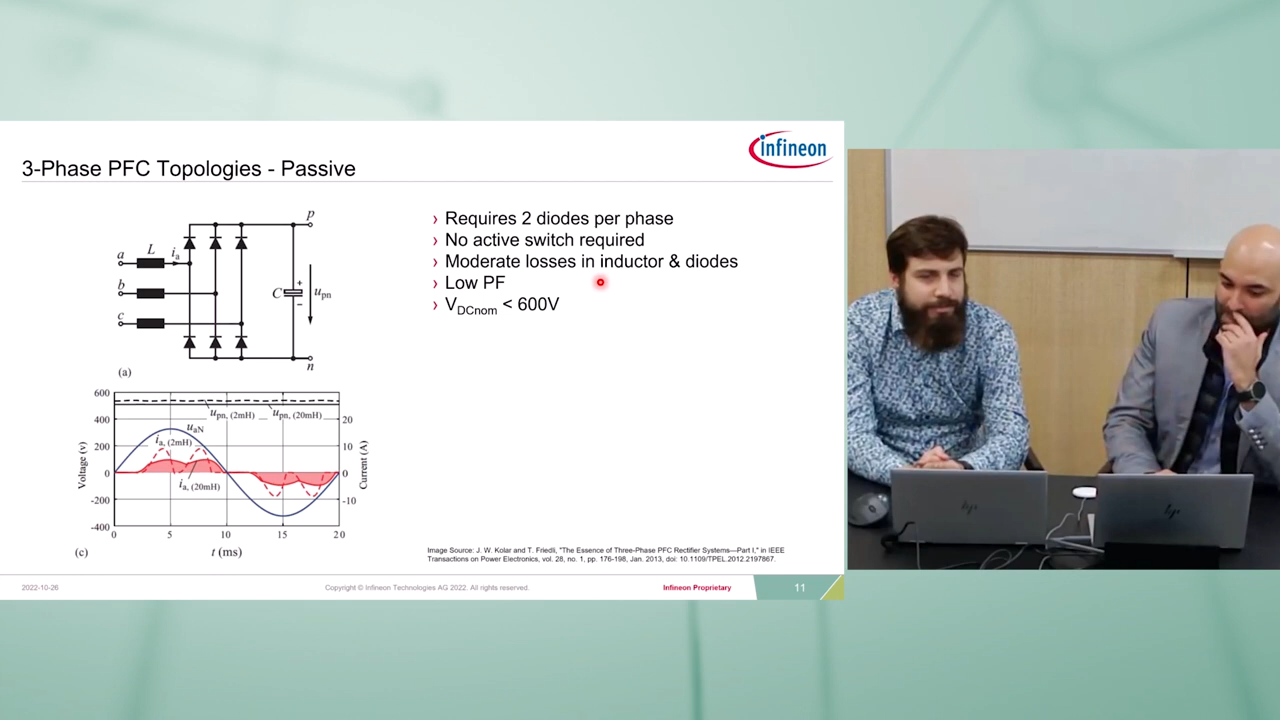 infineon
3-Phase PFC Topologies - Passive
p
a
L
ia
b
c
C
+
−
upn
n
(a)
› Requires 2 diodes per phase
› No active switch required
› Moderate losses in inductor & diodes
› Low PF
› VDCnom < 600V
600
400
200
0
-200
-400
Voltage (v)
upn, (2mH)
upn, (20mH)
uaN
ia, (2mH)
ia, (20mH)
20
10
0
-10
Current (A)
0 5 10 15 20
(c)
t (ms)
Image Source: J. W. Kolar and T. Friedli, "The Essence of Three-Phase PFC Rectifier Systems—Part I," in IEEE
Transactions on Power Electronics, vol. 28, no. 1, pp. 176-198, Jan. 2013, doi: 10.1109/TPEL.2012.2197867.
2022-10-26
Copyright © Infineon Technologies AG 2022. All rights reserved.
Infineon Proprietary
11
hp
hp